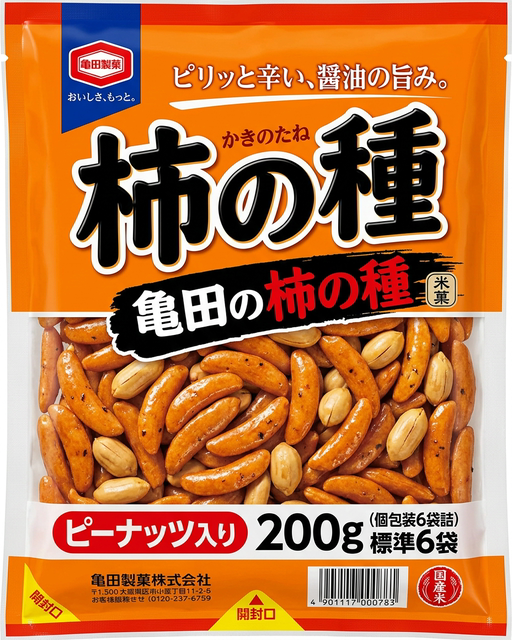 亀田製菓
おいしさ、もっと。
ピリッと辛い、醤油の旨み。
かきのたね
柿の種
亀田の柿の種
米菓
ピーナッツ入り
200g
(個包装6袋詰)
標準6袋
亀田製菓株式会社
(0120-237-6759
開封口
開封口
4 901117 000783
国産米